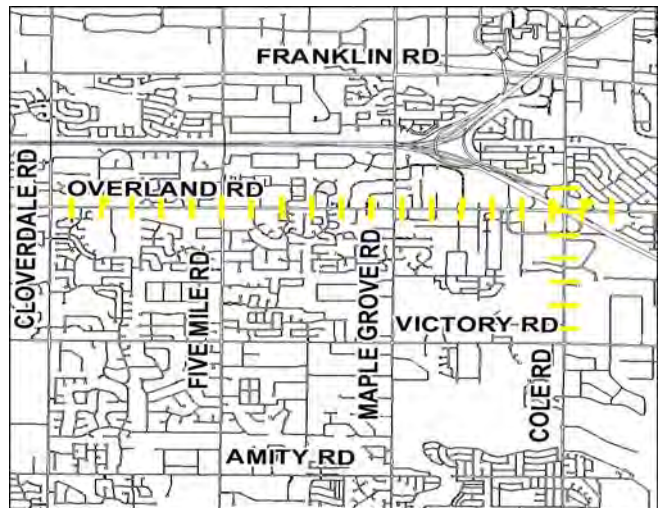 FRANKLIN RD
OVERLAND RD
CLOVERDALE RD
FIVE MILE RD
MAPLE GROVE RD
VICTORY RD
COLE RD
AMITY RD